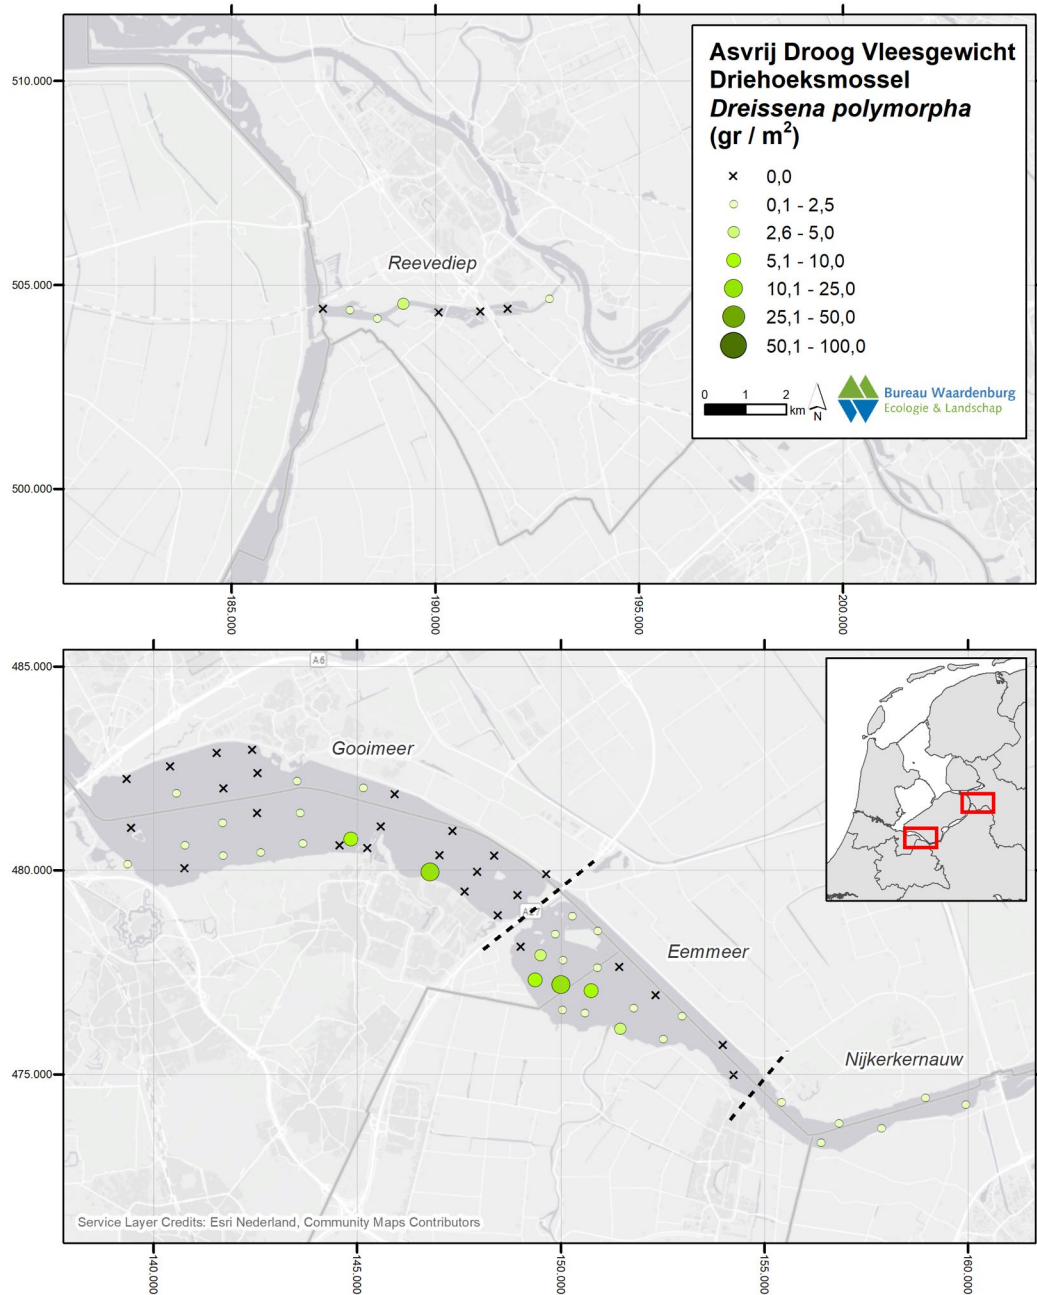 Asvrij Droog Vleesgewicht
Driehoeksmossel
Dreissena polymorpha
(gr / m²)
0,0
0,1 - 2,5
2,6 - 5,0
5,1 - 10,0
10,1 - 25,0
25,1 - 50,0
50,1 - 100,0
0 1 2
km
N
Bureau Waardenburg
Ecologie & Landschap
510.000
505.000
500.000
Reevediep
185.000
190.000
195.000
200.000
485.000
480.000
475.000
A6
Gooimeer
A27
Eemmeer
Nijkerkernauw
Service Layer Credits: Esri Nederland, Community Maps Contributors
140.000
145.000
150.000
155.000
160.000